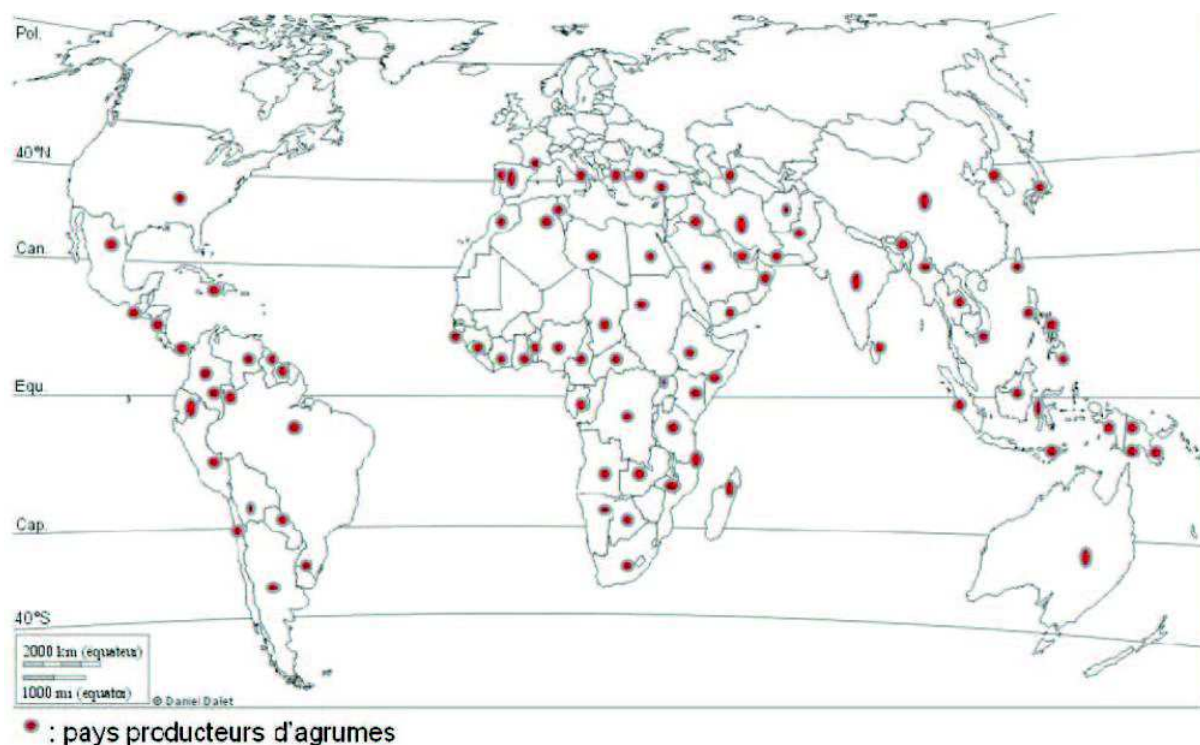 Pol.
40°N.
Can.
Equ.
Cap.
40°S.
2000 km (equateur)
1000 mi (equator)
© Daniel Dalet
: pays producteurs d'agrumes